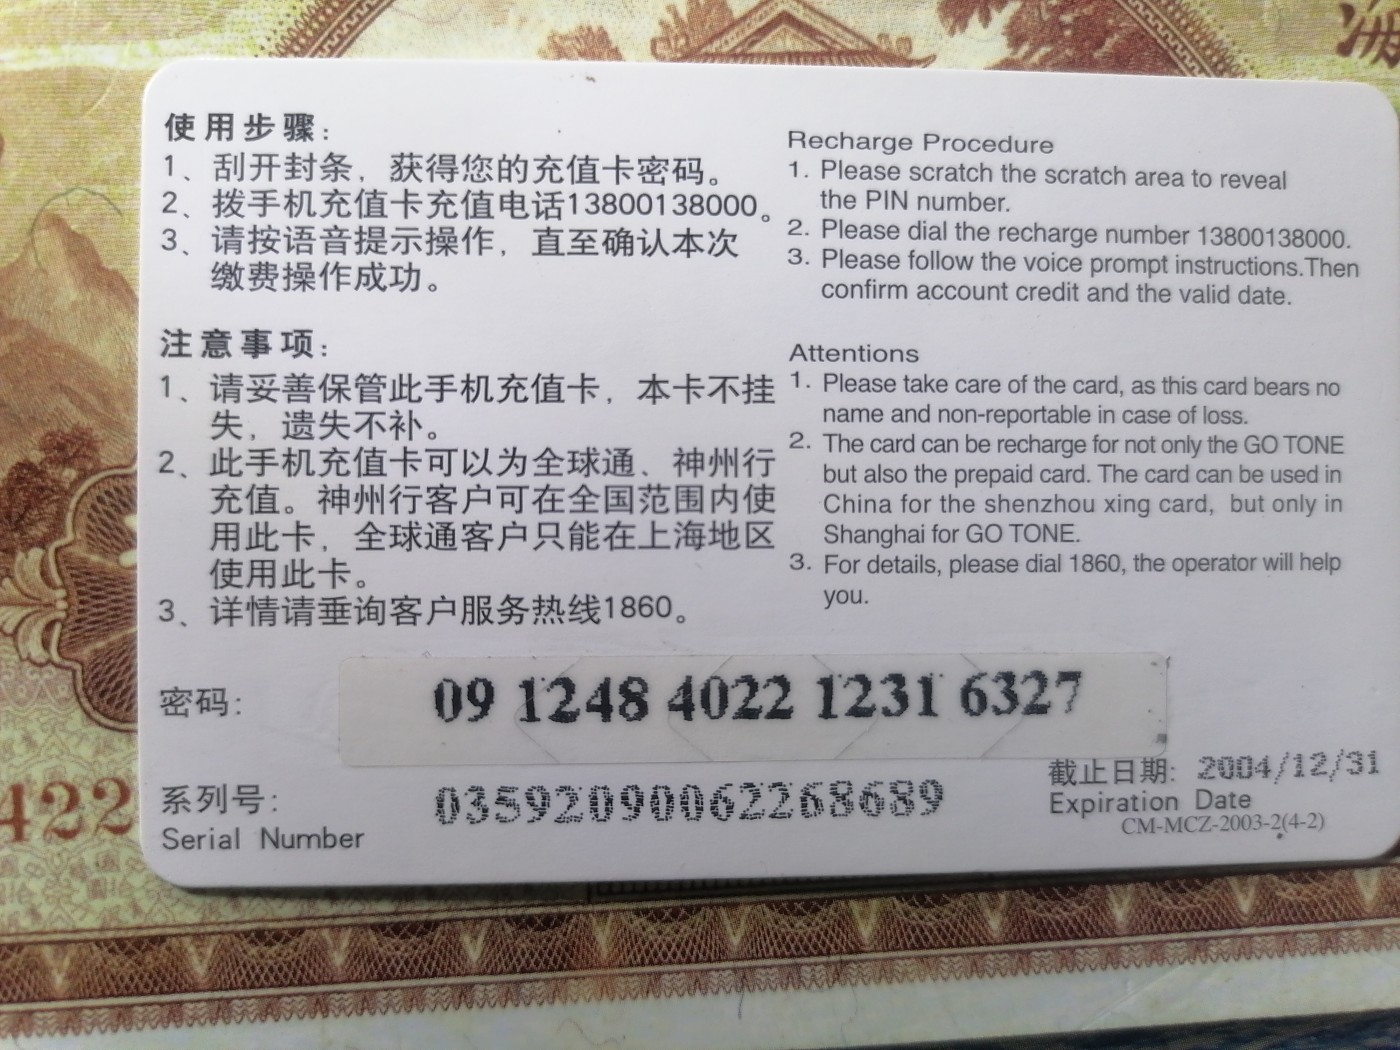 使用步骤:
1、刮开封条，获得您的充值卡密码。
2、拨手机充值卡充值电话13800138000。
3、请按语音提示操作，直至确认本次
缴费操作成功。
注意事项:
1、请妥善保管此手机充值卡，本卡不挂
失，遗失不补。
2、此手机充值卡可以为全球通、神州行
充值。神州行客户可在全国范围内使
用此卡，全球通客户只能在上海地区
使用此卡。
3、详情请垂询客户服务热线1860。
Recharge Procedure
1. Please scratch the scratch area to reveal
the PIN number.
2. Please dial the recharge number 13800138000.
3. Please follow the voice prompt instructions.Then
confirm account credit and the valid date.
Attentions
1. Please take care of the card, as this card bears no
name and non-reportable in case of loss.
2. The card can be recharge for not only the GO TONE
but also the prepaid card. The card can be used in
China for the shenzhou xing card, but only in
Shanghai for GO TONE.
3. For details, please dial 1860, the operator will help
you.
密码: 09 1248 4022 1231 6327
系列号: 03592090062268689
Serial Number
截止日期: 2004/12/31
Expiration Date
CM-MCZ-2003-2(4-2)
422